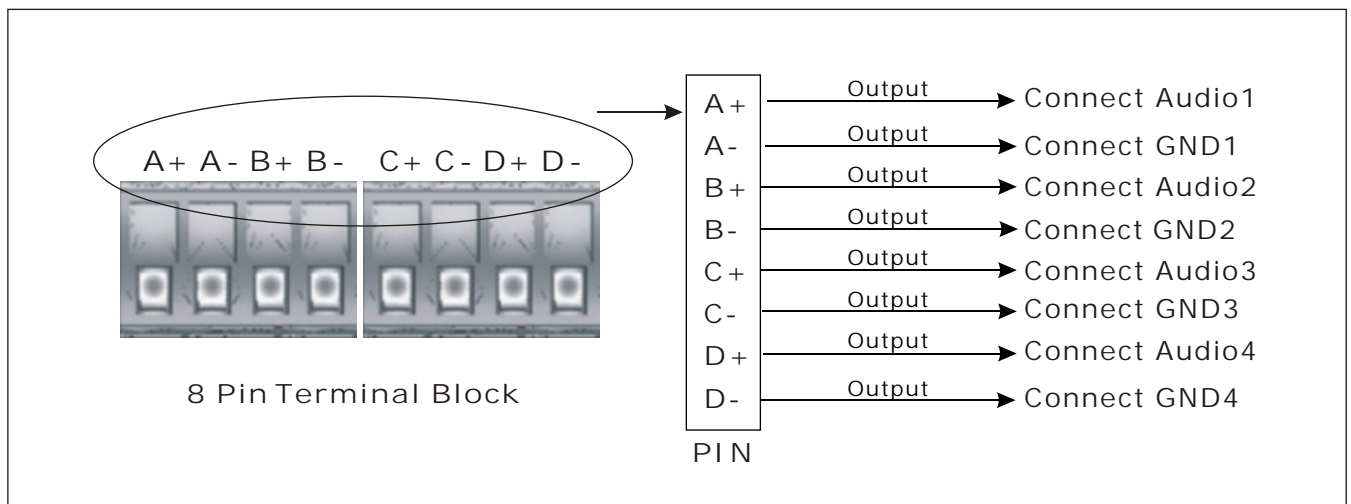 A+ A- B+ B- C+ C- D+ D-
8 Pin Terminal Block
A+ Output Connect Audio1
A- Output Connect GND1
B+ Output Connect Audio2
B- Output Connect GND2
C+ Output Connect Audio3
C- Output Connect GND3
D+ Output Connect Audio4
D- Output Connect GND4
PIN